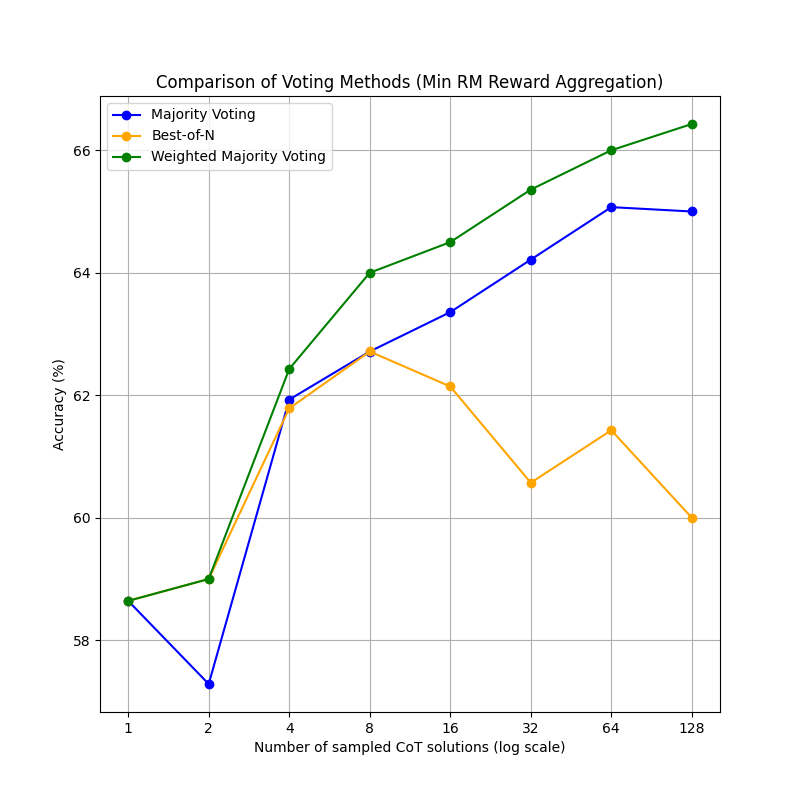 Comparison of Voting Methods (Min RM Reward Aggregation)
Majority Voting
Best-of-N
Weighted Majority Voting
Accuracy (%)
66
64
62
60
58
1 2 4 8 16 32 64 128
Number of sampled CoT solutions (log scale)